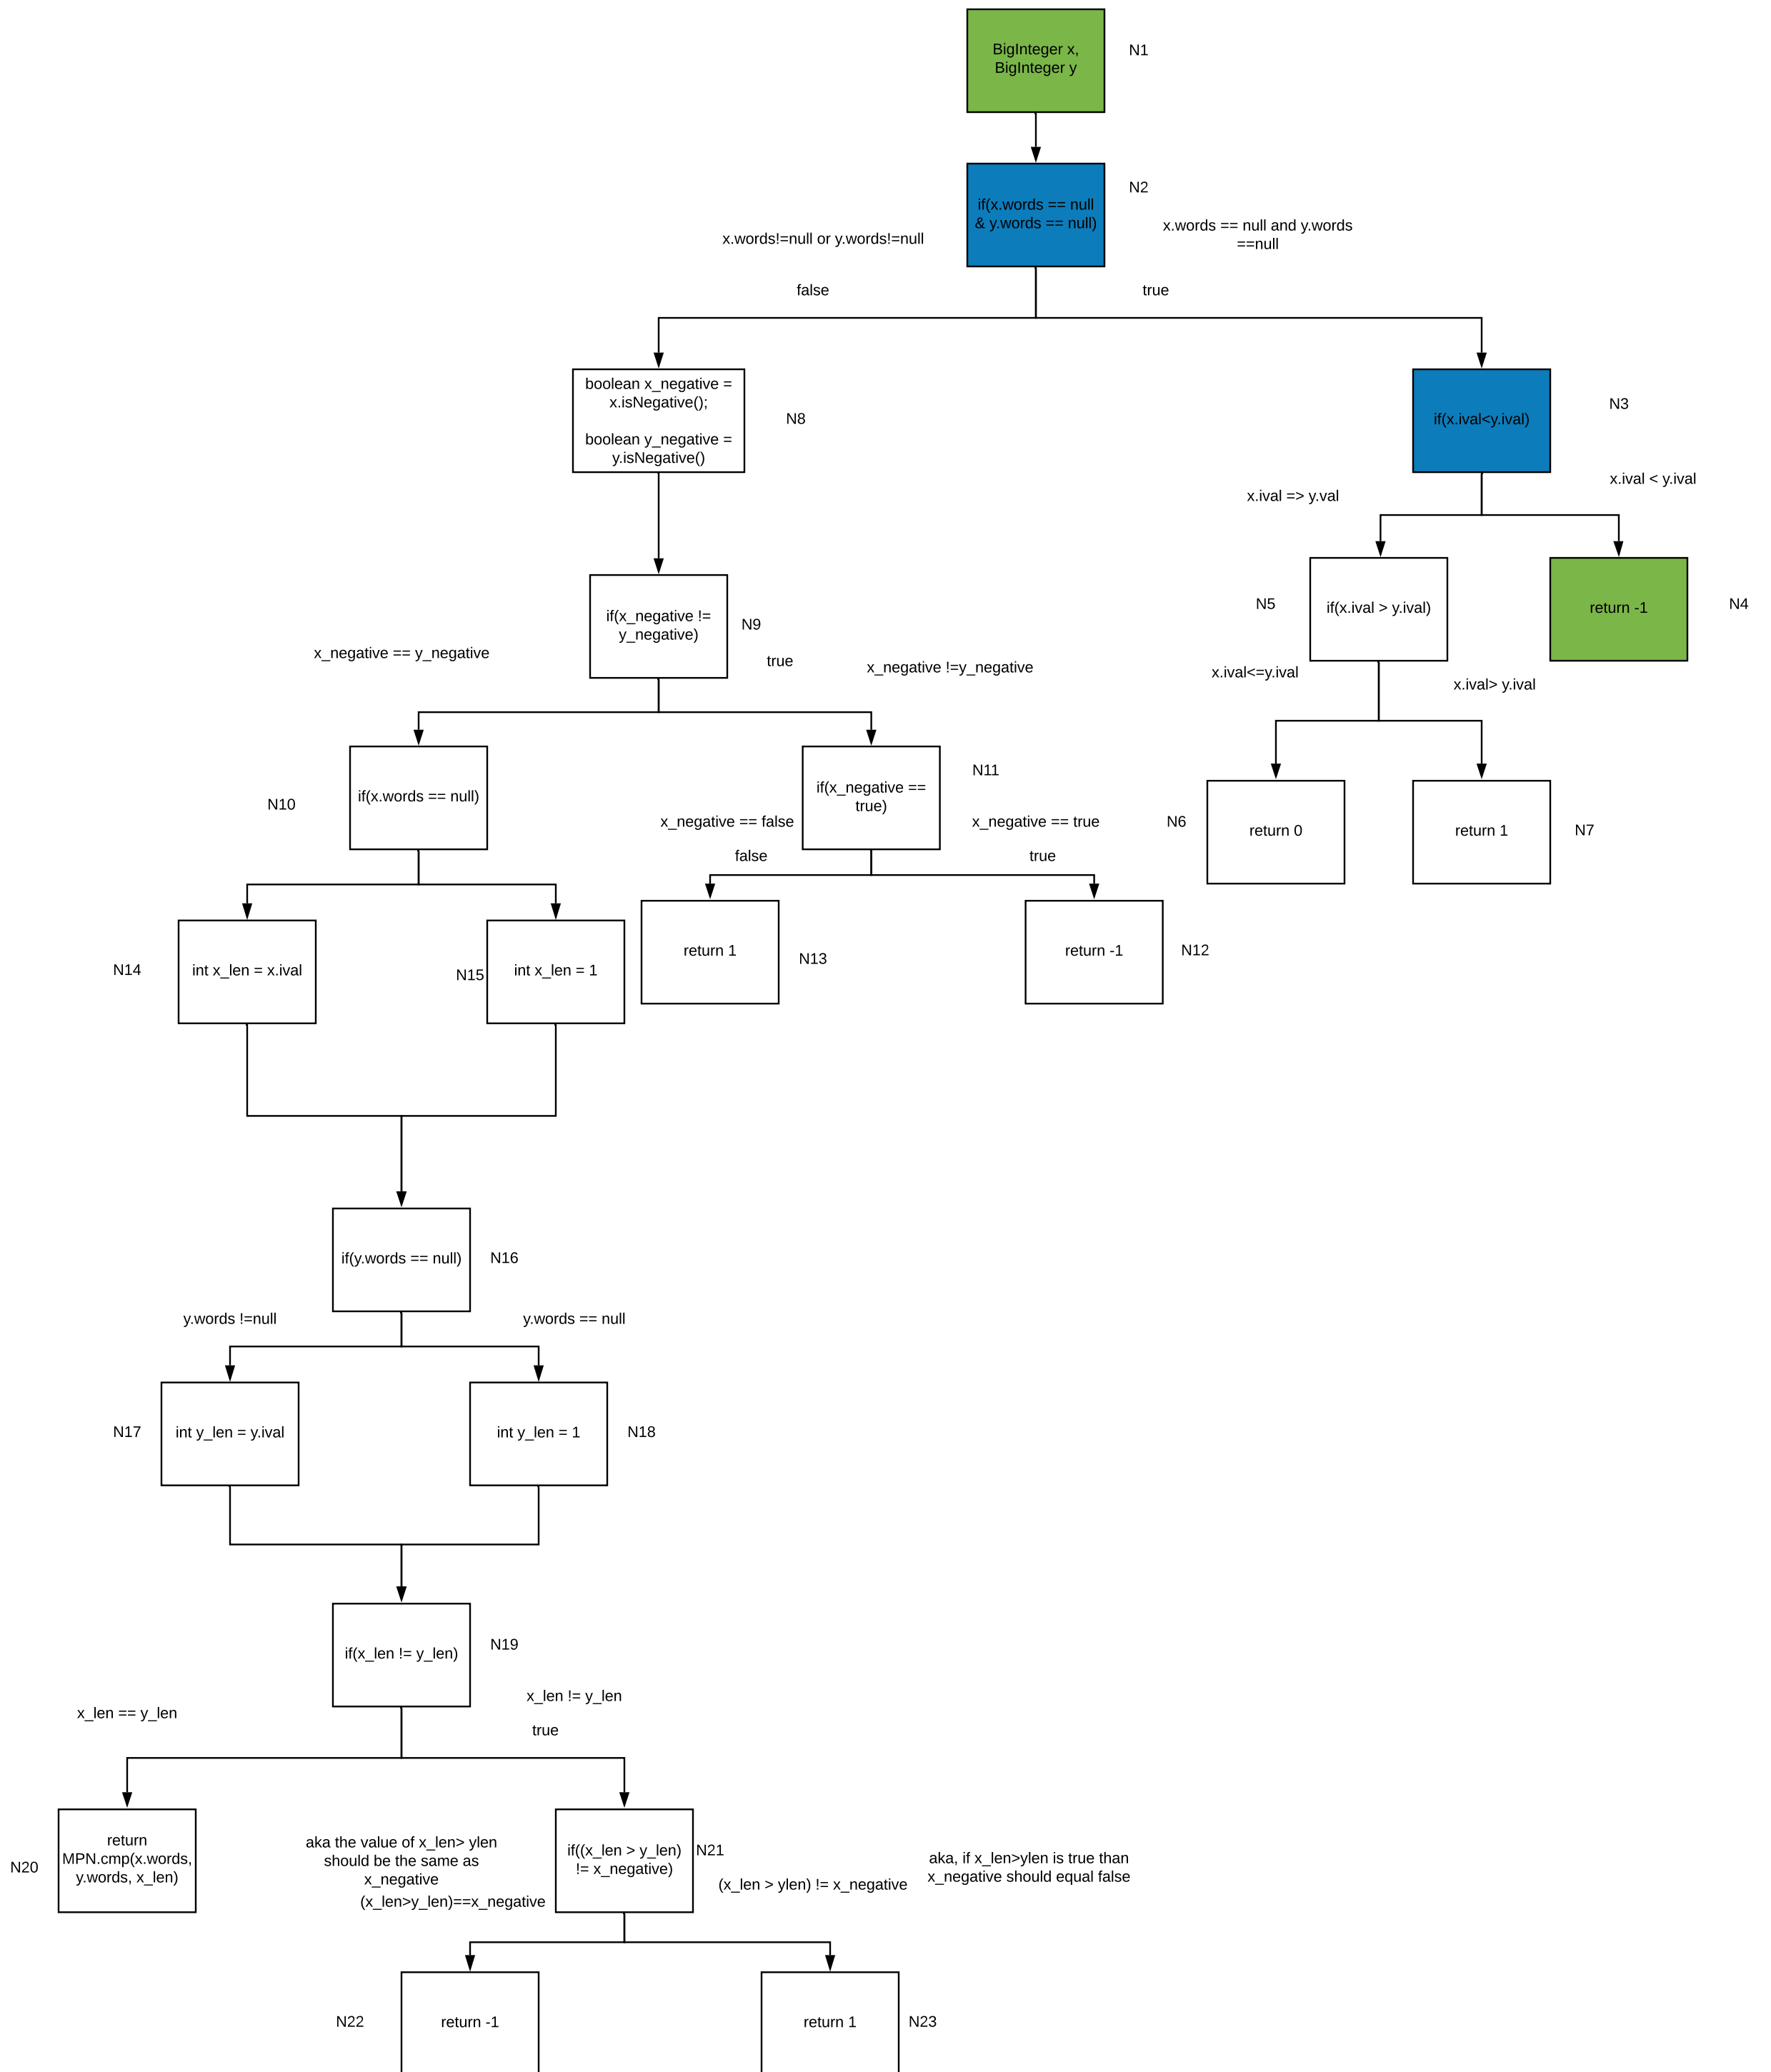 BigInteger x,
BigInteger y
N1
if(x.words == null
& y.words == null)
N2
x.words!=null or y.words!=null
x.words == null and y.words
==null
false
true
boolean x_negative =
x.isNegative();
boolean y_negative =
y.isNegative()
N8
if(x.ival<y.ival)
N3
x.ival => y.val
x.ival < y.ival
if(x_negative !=
y_negative)
N9
N5
if(x.ival > y.ival)
return -1
N4
x_negative == y_negative
true
x_negative !=y_negative
x.ival<=y.ival
x.ival> y.ival
N10
if(x.words == null)
if(x_negative ==
true)
N11
x_negative == false
x_negative == true
false
true
N6
return 0
return 1
N7
N14
int x_len = x.ival
N15
int x_len = 1
return 1
N13
return -1
N12
if(y.words == null)
N16
y.words !=null
y.words == null
N17
int y_len = y.ival
int y_len = 1
N18
if(x_len != y_len)
N19
x_len == y_len
x_len != y_len
true
N20
return
MPN.cmp(x.words,
y.words, x_len)
aka the value of x_len> ylen
should be the same as
x_negative
(x_len>y_len)==x_negative
if((x_len > y_len)
!= x_negative)
N21
(x_len > ylen) != x_negative
aka, if x_len>ylen is true than
x_negative should equal false
N22
return -1
return 1
N23